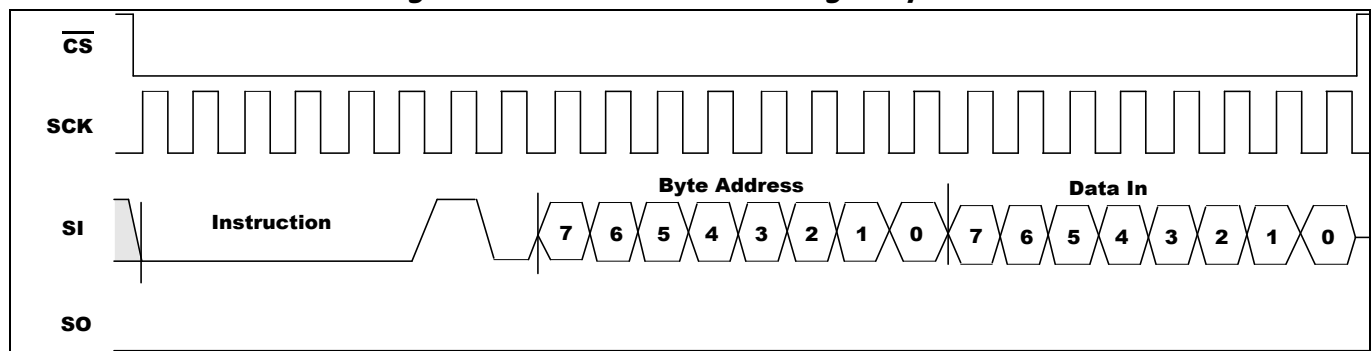 CS
SCK
Byte Address
Data In
SI
Instruction
7 6 5 4 3 2 1 0 7 6 5 4 3 2 1 0
SO